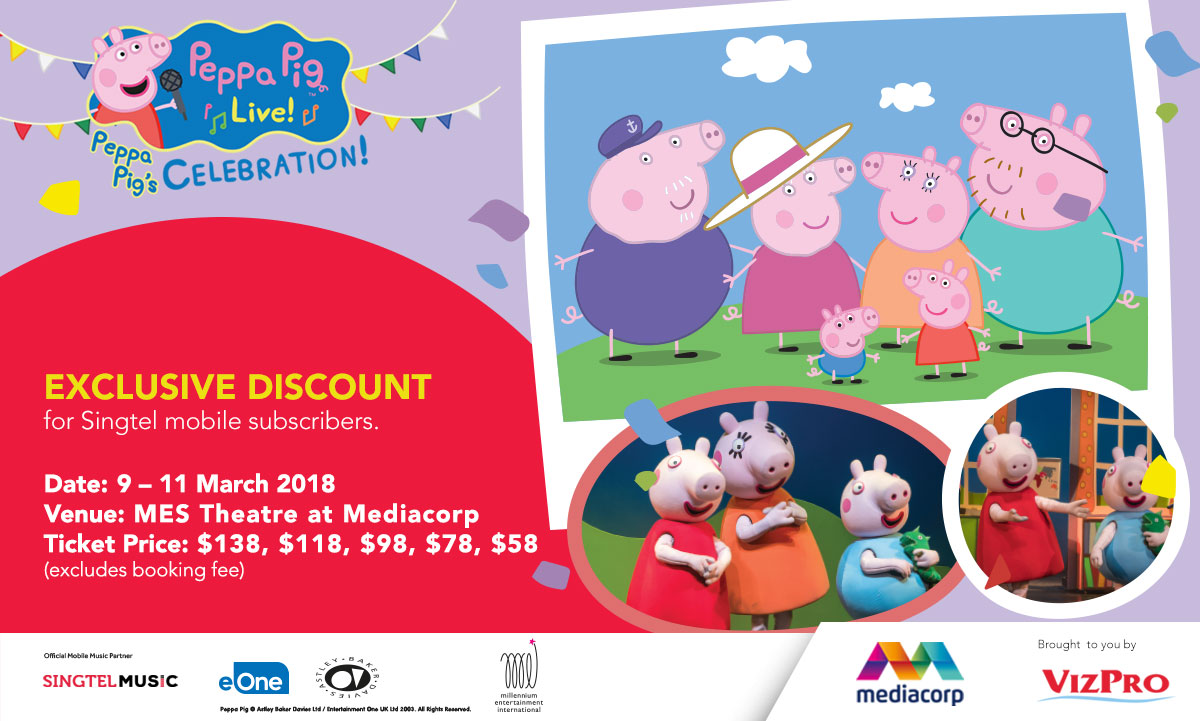 Peppa Pig
TM
Live!
Peppa
Pig's
CELEBRATION!
EXCLUSIVE DISCOUNT
for Singtel mobile subscribers.
Date: 9 – 11 March 2018
Venue: MES Theatre at Mediacorp
Ticket Price: $138, $118, $98, $78, $58
(excludes booking fee)
Official Mobile Music Partner
SINGTEL MUSIC
eOne
ASTLEY·BAKER·DAVIES·
Peppa Pig © Astley Baker Davies Ltd / Entertainment One UK Ltd 2003. All Rights Reserved.
millennium
entertainment
international
mediacorp
Brought to you by
VIZPRO